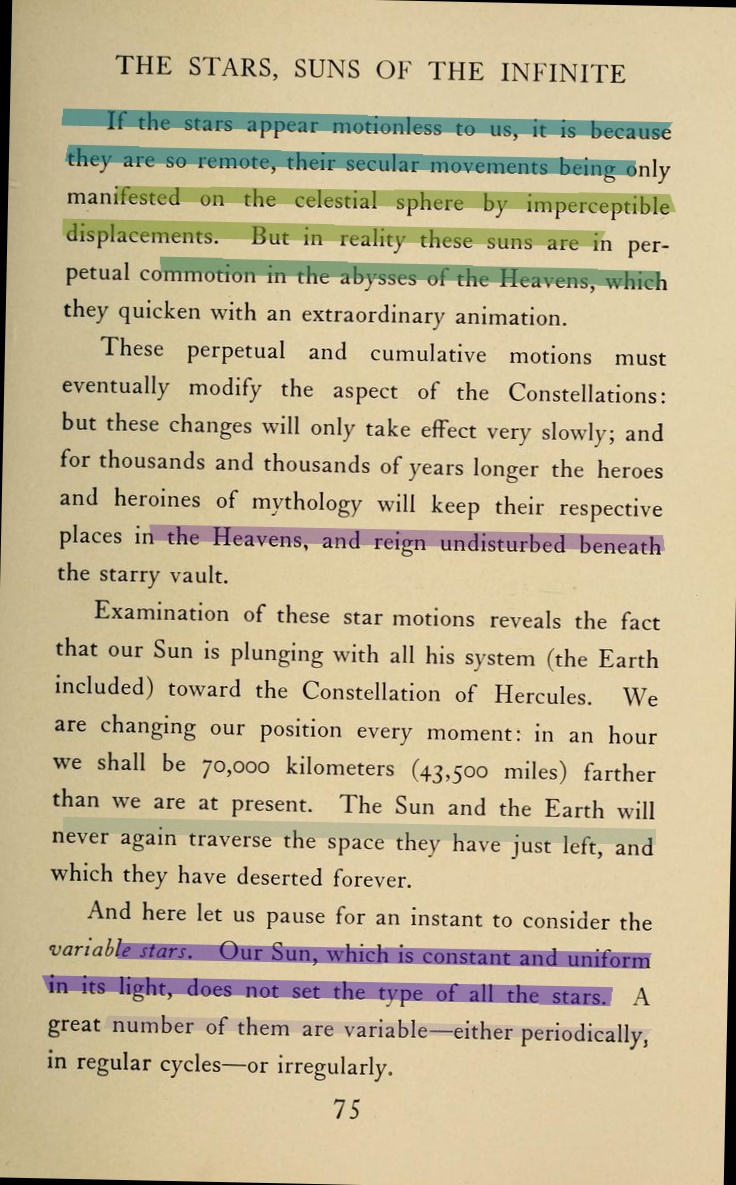 THE STARS, SUNS OF THE INFINITE
If the stars appear motionless to us, it is because
they are so remote, their secular movements being only
manifested on the celestial sphere by imperceptible
displacements. But in reality these suns are in per-
petual commotion in the abysses of the Heavens, which
they quicken with an extraordinary animation.
These perpetual and cumulative motions must
eventually modify the aspect of the Constellations:
but these changes will only take effect very slowly; and
for thousands and thousands of years longer the heroes
and heroines of mythology will keep their respective
places in the Heavens, and reign undisturbed beneath
the starry vault.
Examination of these star motions reveals the fact
that our Sun is plunging with all his system (the Earth
included) toward the Constellation of Hercules. We
are changing our position every moment: in an hour
we shall be 70,000 kilometers (43,500 miles) farther
than we are at present. The Sun and the Earth will
never again traverse the space they have just left, and
which they have deserted forever.
And here let us pause for an instant to consider the
variable stars. Our Sun, which is constant and uniform
in its light, does not set the type of all the stars. A
great number of them are variable—either periodically,
in regular cycles—or irregularly.
75